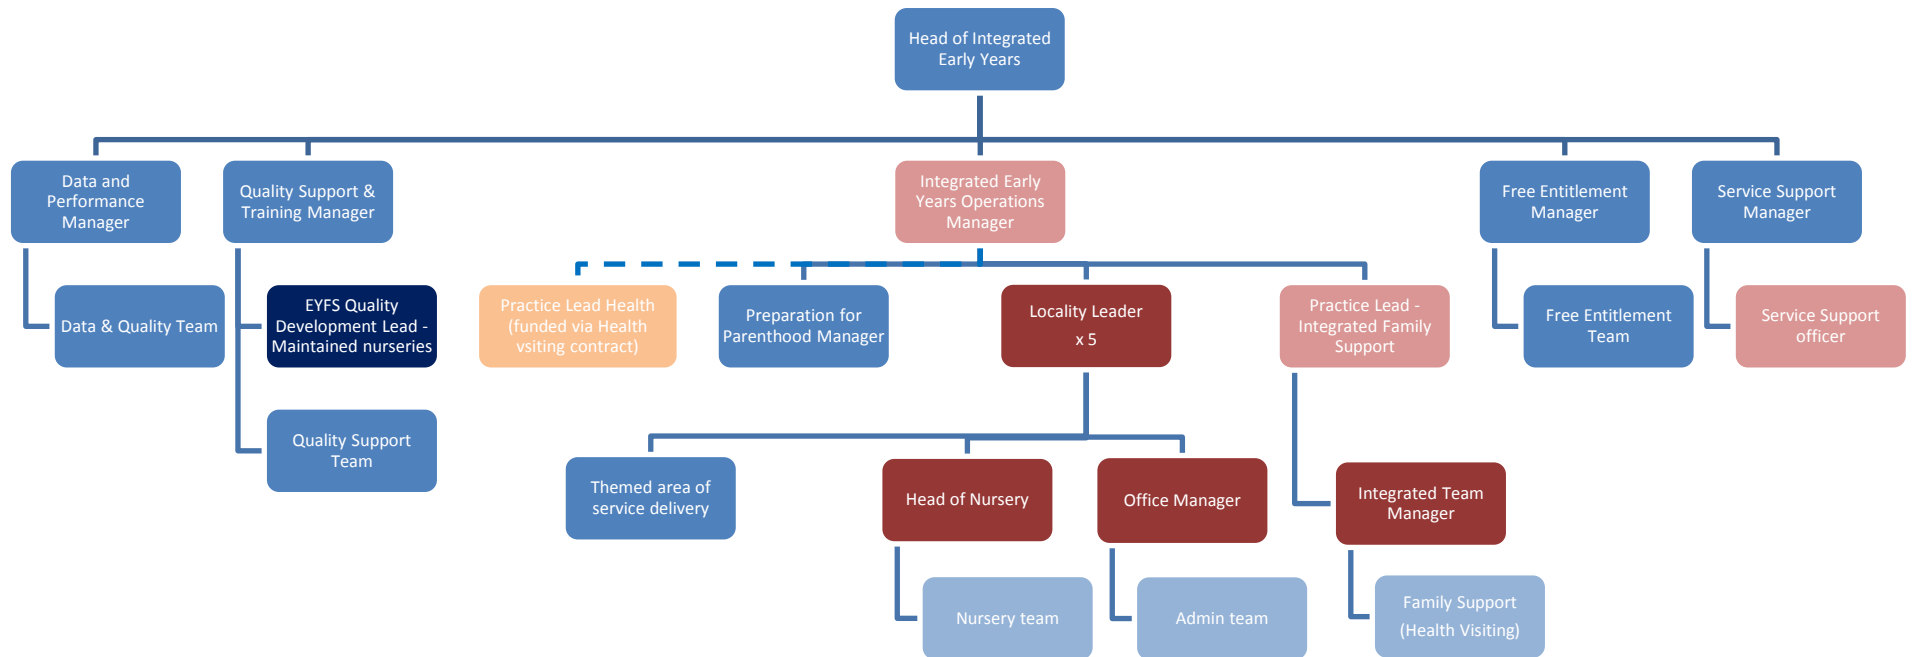 Head of Integrated
Early Years
Data and
Performance
Manager
Quality Support &
Training Manager
Integrated Early
Years Operations
Manager
Free Entitlement
Manager
Service Support
Manager
Data & Quality Team
EYFS Quality
Development Lead -
Maintained nurseries
Practice Lead Health
(funded via Health
vsiting contract)
Preparation for
Parenthood Manager
Locality Leader
x 5
Practice Lead -
Integrated Family
Support
Free Entitlement
Team
Service Support
officer
Quality Support
Team
Themed area of
service delivery
Head of Nursery
Office Manager
Integrated Team
Manager
Nursery team
Admin team
Family Support
(Health Visiting)